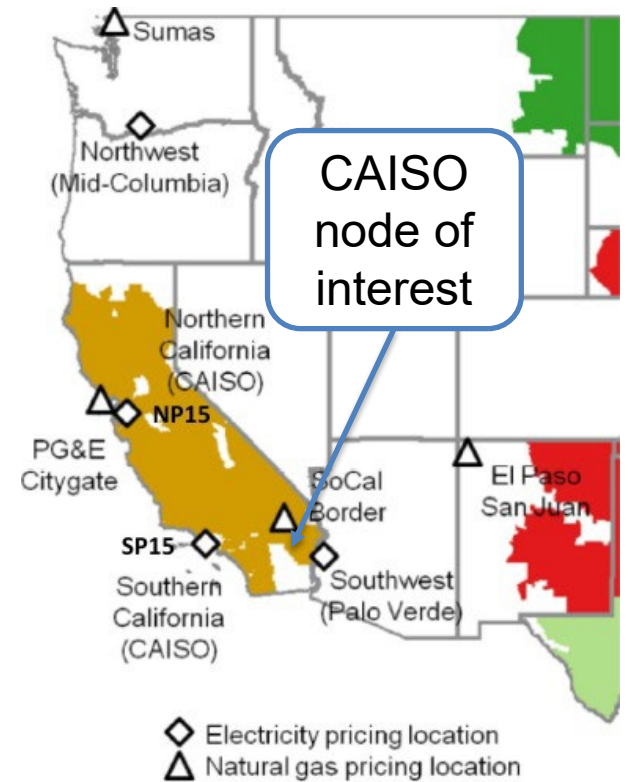 Sumas
Northwest
(Mid-Columbia)
CAISO
node of
interest
Northern
California
(CAISO)
NP15
PG&E
Citygate
SoCal
Border
El Paso
San Juan
SP15
Southern
California
(CAISO)
Southwest
(Palo Verde)
Electricity pricing location
Natural gas pricing location